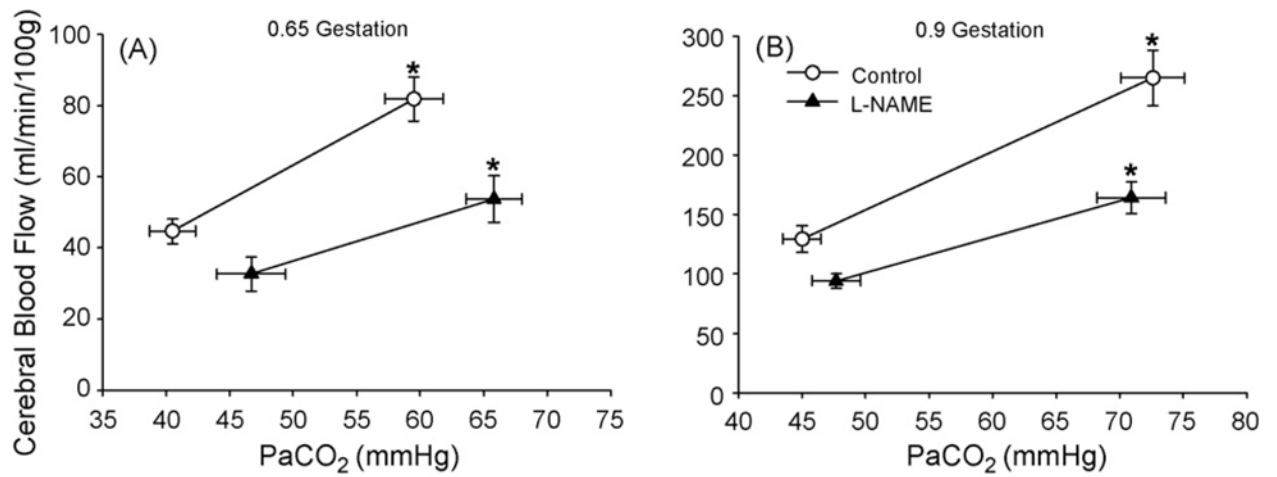 Cerebral Blood Flow (ml/min/100g)
(A)
0.65 Gestation
100
80
60
40
20
0
*
*
35 40 45 50 55 60 65 70 75
PaCO₂ (mmHg)
(B)
0.9 Gestation
Control
L-NAME
300
250
200
150
100
50
0
*
*
40 45 50 55 60 65 70 75 80
PaCO₂ (mmHg)